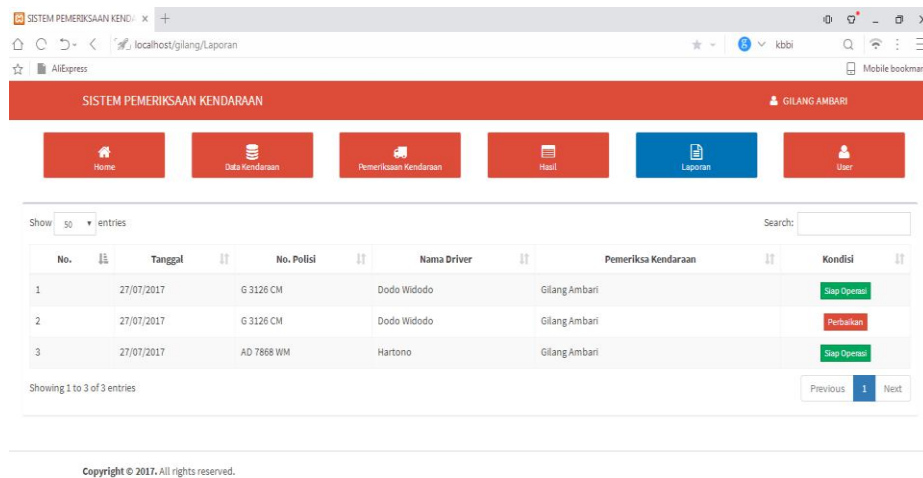 SISTEM PEMERIKSAAN KENDA
localhost/gilang/Laporan
kbbi
AliExpress
Mobile bookmar
SISTEM PEMERIKSAAN KENDARAAN
GILANG AMBARI
Home
Data Kendaraan
Pemeriksaan Kendaraan
Hasil
Laporan
User
Show 50 entries
Search:
No. Tanggal No. Polisi Nama Driver Pemeriksa Kendaraan Kondisi
1 27/07/2017 G 3126 CM Dodo Widodo Gilang Ambari Siap Operasi
2 27/07/2017 G 3126 CM Dodo Widodo Gilang Ambari Perbaikan
3 27/07/2017 AD 7868 WM Hartono Gilang Ambari Siap Operasi
Showing 1 to 3 of 3 entries
Previous 1 Next
Copyright © 2017. All rights reserved.